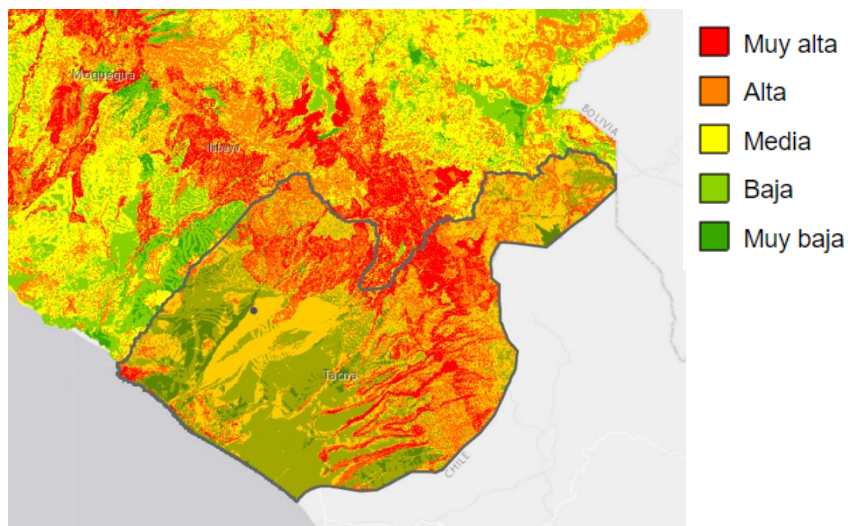 Moquegua
Ilabaya
Tacna
BOLIVIA
CHILE
Muy alta
Alta
Media
Baja
Muy baja